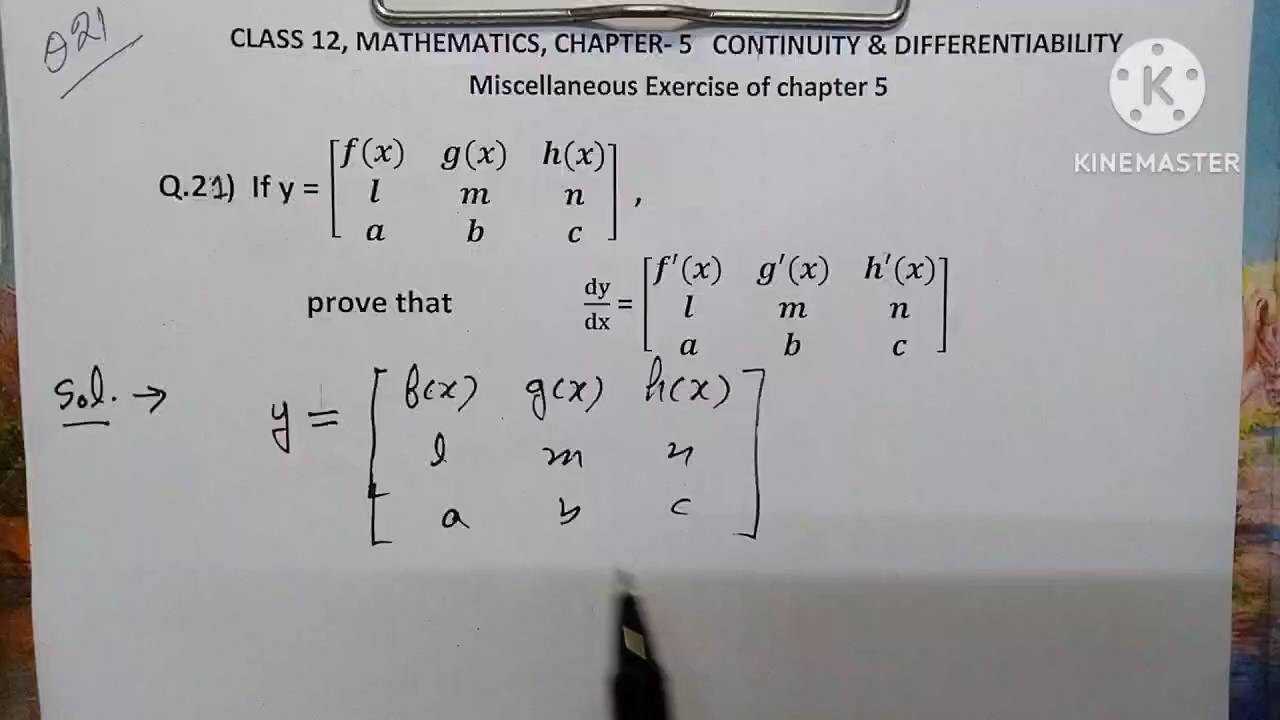 Q21
CLASS 12, MATHEMATICS, CHAPTER- 5 CONTINUITY & DIFFERENTIABILITY
Miscellaneous Exercise of chapter 5
K
KINEMASTER
f(x) g(x) h(x)
Q.21) If y = l m n ,
a b c
f'(x) g'(x) h'(x)
prove that dy/dx = l m n
a b c
Sol. → y = f(x) g(x) h(x)
l m n
a b c